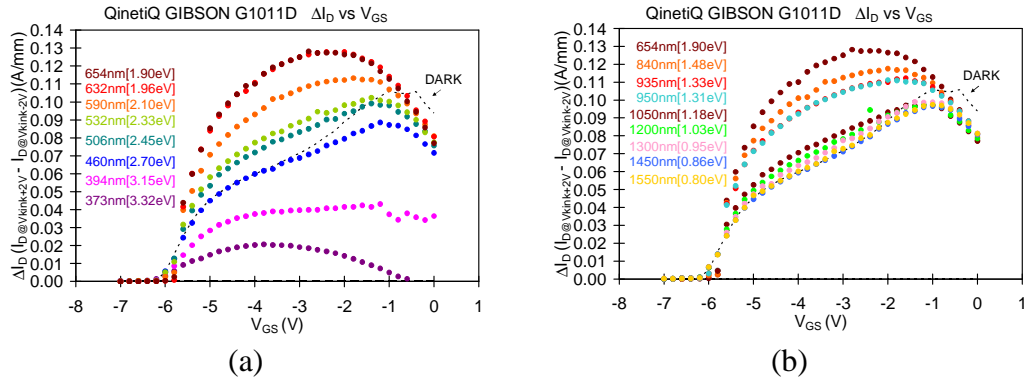 QinetiQ GIBSON G1011D ΔI_D vs V_GS
ΔI_D (I_D@Vkink+2V - I_D@Vkink-2V)(A/mm)
0.14
0.13
0.12
0.11
0.10
0.09
0.08
0.07
0.06
0.05
0.04
0.03
0.02
0.01
0.00
654nm[1.90eV]
632nm[1.96eV]
590nm[2.10eV]
532nm[2.33eV]
506nm[2.45eV]
460nm[2.70eV]
394nm[3.15eV]
373nm[3.32eV]
DARK
-8 -7 -6 -5 -4 -3 -2 -1 0 1
V_GS (V)
(a)
QinetiQ GIBSON G1011D ΔI_D vs V_GS
ΔI_D (I_D@Vkink+2V - I_D@Vkink-2V)(A/mm)
0.14
0.13
0.12
0.11
0.10
0.09
0.08
0.07
0.06
0.05
0.04
0.03
0.02
0.01
0.00
654nm[1.90eV]
840nm[1.48eV]
935nm[1.33eV]
950nm[1.31eV]
1050nm[1.18eV]
1200nm[1.03eV]
1300nm[0.95eV]
1450nm[0.86eV]
1550nm[0.80eV]
DARK
-8 -7 -6 -5 -4 -3 -2 -1 0 1
V_GS (V)
(b)